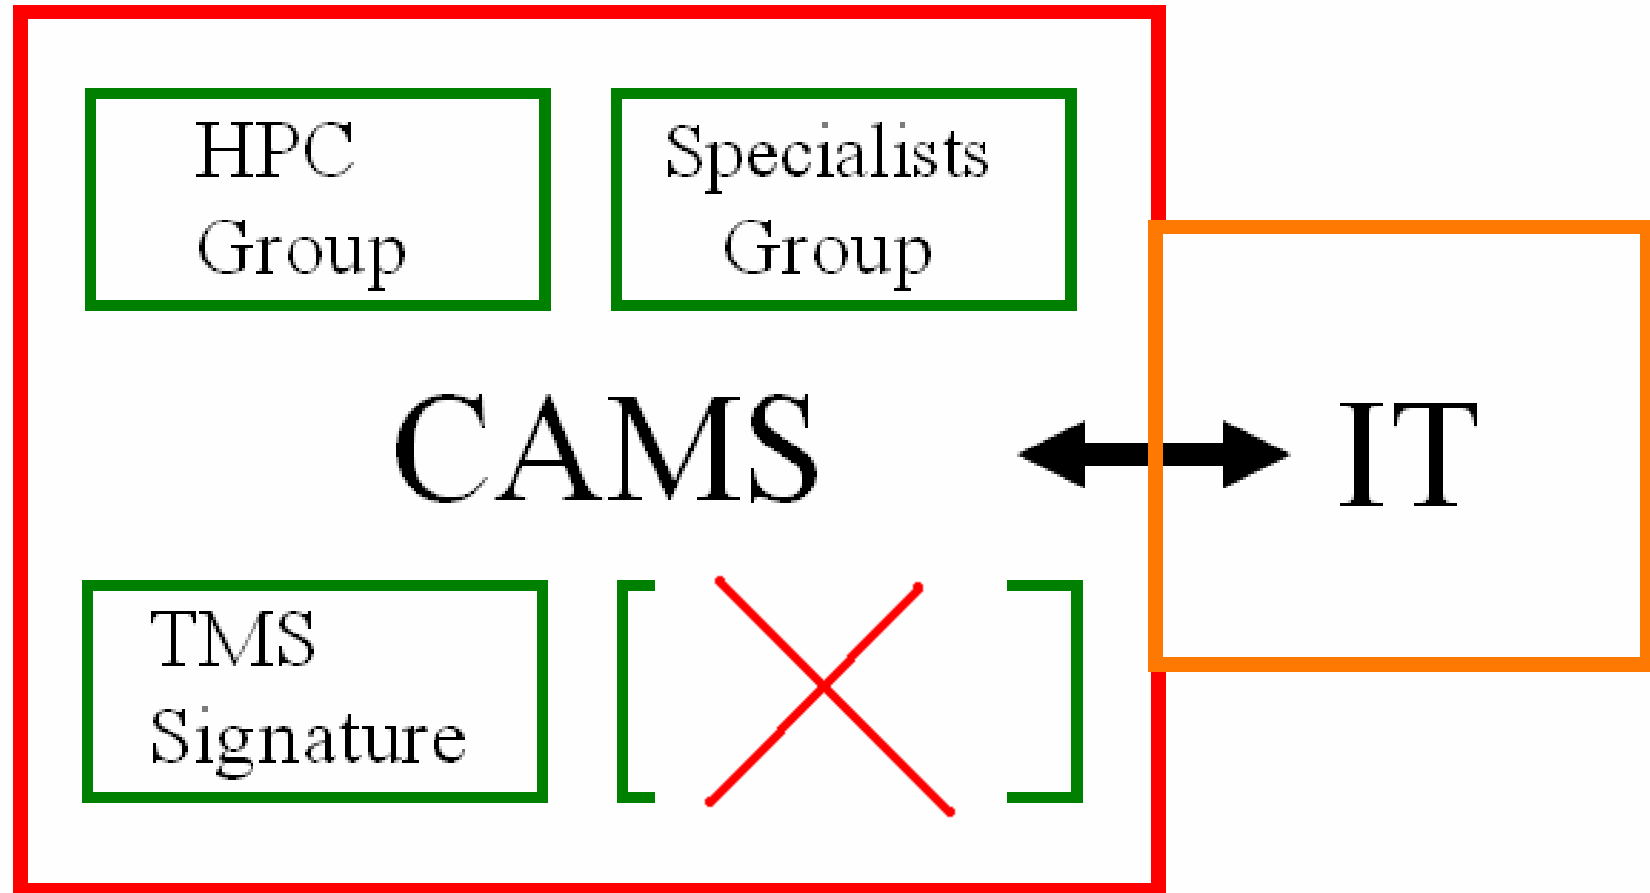 HPC
Group
Specialists
Group
CAMS
IT
TMS
Signature